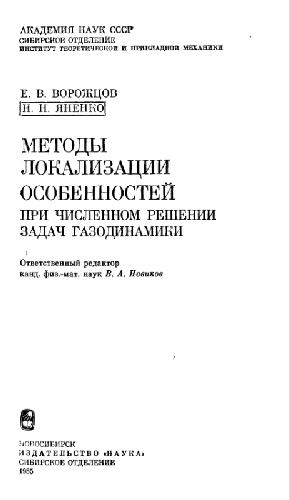 АКАДЕМИЯ НАУК СССР
СИБИРСКОЕ ОТДЕЛЕНИЕ
ИНСТИТУТ ТЕОРЕТИЧЕСКОЙ И ПРИКЛАДНОЙ МЕХАНИКИ
Е. В. ВОРОЖЦОВ
Н. Н. ЯНЕНКО
МЕТОДЫ
ЛОКАЛИЗАЦИИ
ОСОБЕННОСТЕЙ
ПРИ ЧИСЛЕННОМ РЕШЕНИИ
ЗАДАЧ ГАЗОДИНАМИКИ
Ответственный редактор
канд. физ.-мат. наук В. А. Новиков
НОВОСИБИРСК
ИЗДАТЕЛЬСТВО «НАУКА»
СИБИРСКОЕ ОТДЕЛЕНИЕ
1985